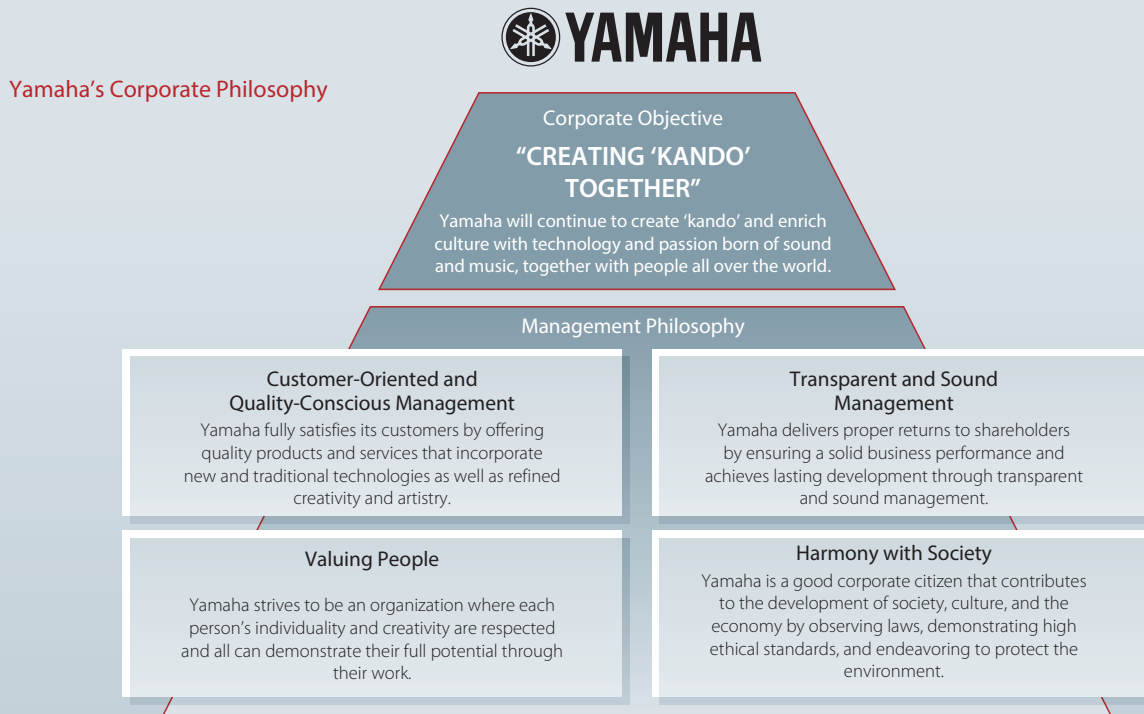 YAMAHA
Yamaha’s Corporate Philosophy
Corporate Objective
“CREATING ‘KANDO’
TOGETHER”
Yamaha will continue to create ‘kando’ and enrich
culture with technology and passion born of sound
and music, together with people all over the world.
Management Philosophy
Customer-Oriented and
Quality-Conscious Management
Yamaha fully satisfies its customers by offering
quality products and services that incorporate
new and traditional technologies as well as refined
creativity and artistry.
Transparent and Sound
Management
Yamaha delivers proper returns to shareholders
by ensuring a solid business performance and
achieves lasting development through transparent
and sound management.
Valuing People
Yamaha strives to be an organization where each
person’s individuality and creativity are respected
and all can demonstrate their full potential through
their work.
Harmony with Society
Yamaha is a good corporate citizen that contributes
to the development of society, culture, and the
economy by observing laws, demonstrating high
ethical standards, and endeavoring to protect the
environment.